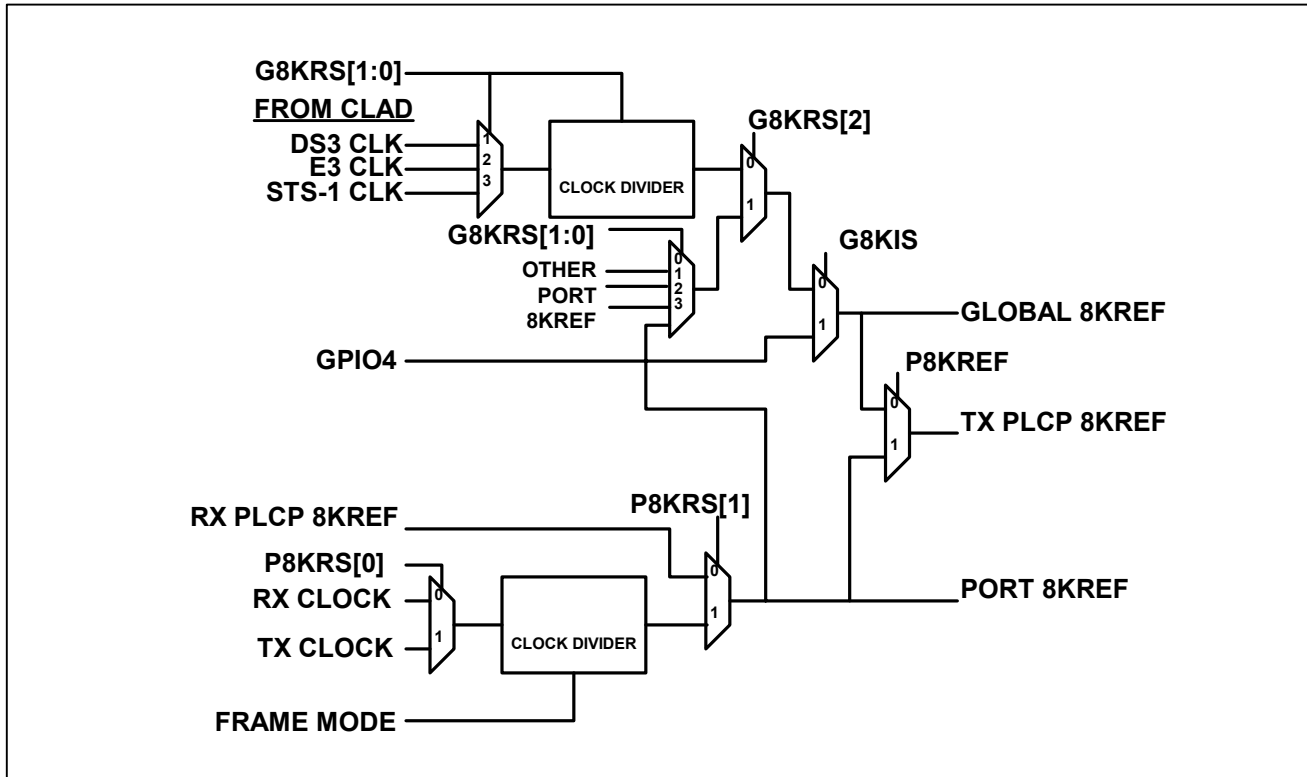 G8KRS[1:0]
FROM CLAD
DS3 CLK
E3 CLK
STS-1 CLK
1
2
3
CLOCK DIVIDER
G8KRS[2]
0
1
G8KRS[1:0]
OTHER
PORT
8KREF
0
1
2
3
G8KIS
0
1
GLOBAL 8KREF
GPIO4
P8KREF
0
1
TX PLCP 8KREF
RX PLCP 8KREF
P8KRS[1]
0
1
PORT 8KREF
P8KRS[0]
RX CLOCK
TX CLOCK
0
1
CLOCK DIVIDER
FRAME MODE